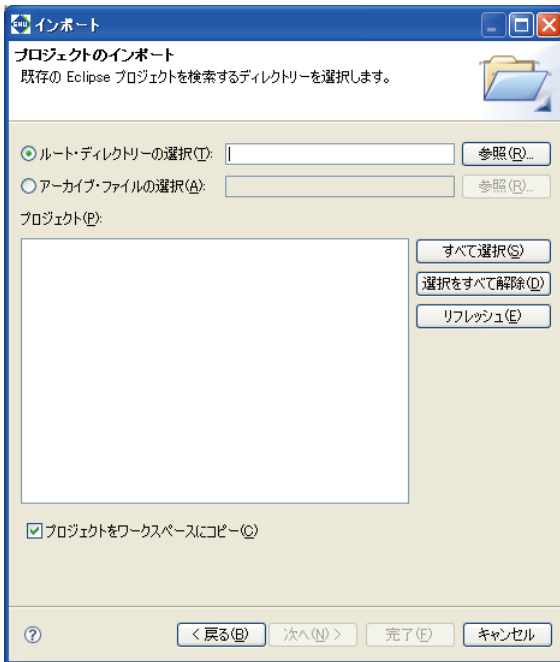 GNU インポート
プロジェクトのインポート
既存の Eclipse プロジェクトを検索するディレクトリーを選択します。
ルート・ディレクトリーの選択(T): 参照(R)...
アーカイブ・ファイルの選択(A): 参照(R)...
プロジェクト(P):
すべて選択(S)
選択をすべて解除(D)
リフレッシュ(E)
プロジェクトをワークスペースにコピー(C)
? < 戻る(B) 次へ(N) > 完了(F) キャンセル